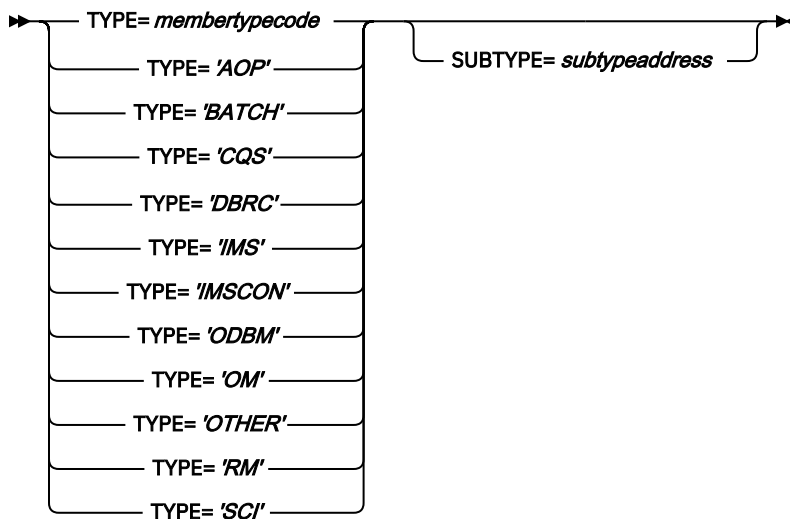 TYPE= membertypecode
TYPE= 'AOP'
SUBTYPE= subtypeaddress
TYPE= 'BATCH'
TYPE= 'CQS'
TYPE= 'DBRC'
TYPE= 'IMS'
TYPE= 'IMSCON'
TYPE= 'ODBM'
TYPE= 'OM'
TYPE= 'OTHER'
TYPE= 'RM'
TYPE= 'SCI'